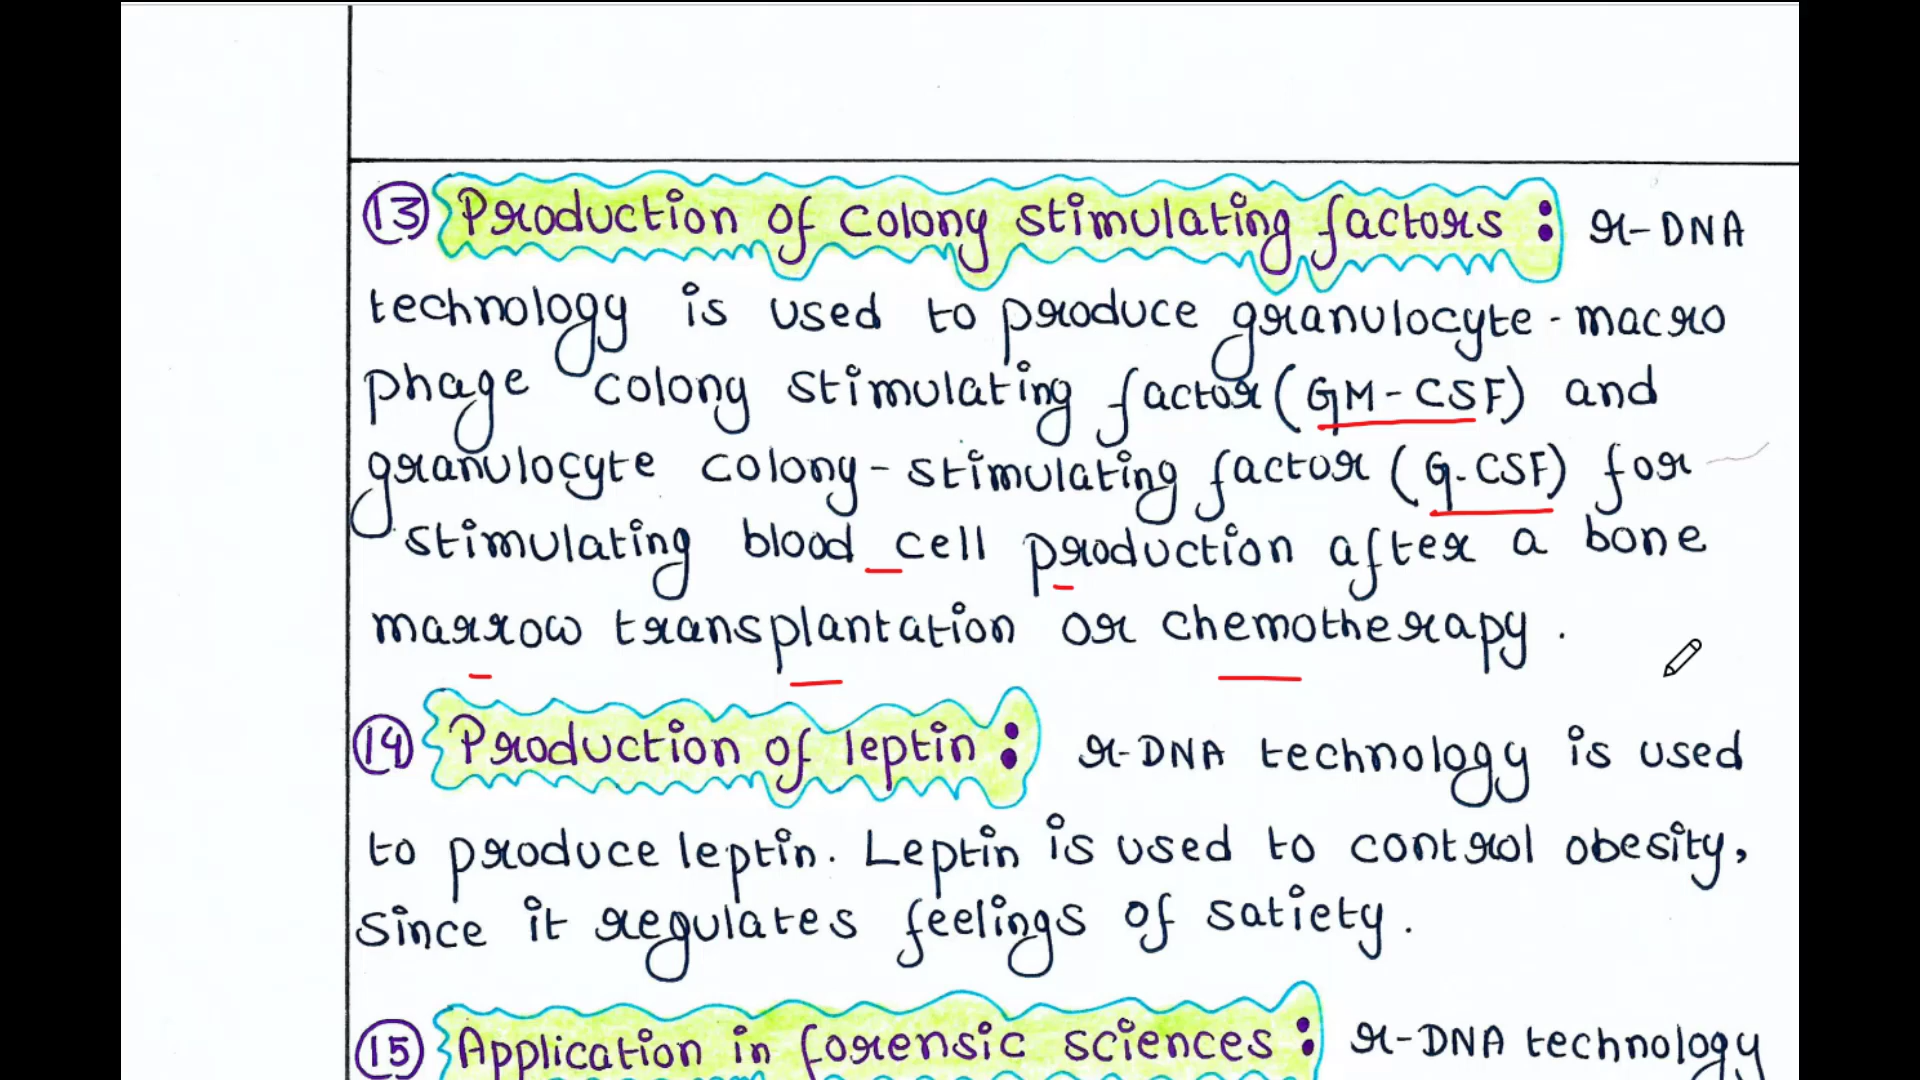 13 Production of colony stimulating factors : r-DNA
technology is used to produce granulocyte-macro
phage colony stimulating factor (GM-CSF) and
granulocyte colony-stimulating factor (G.CSF) for
stimulating blood cell production after a bone
marrow transplantation or chemotherapy.
14 Production of leptin : r-DNA technology is used
to produce leptin. Leptin is used to control obesity,
since it regulates feelings of satiety.
15 Application in forensic sciences : r-DNA technology